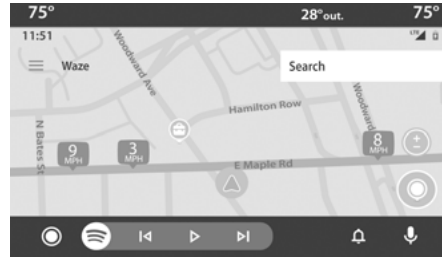 75° 28° out. 75°
11:51 LTE
Waze Search
Woodward Ave
Hamilton Row
Woodward
N Bates St
9 MPH
3 MPH
8 MPH
E Maple Rd